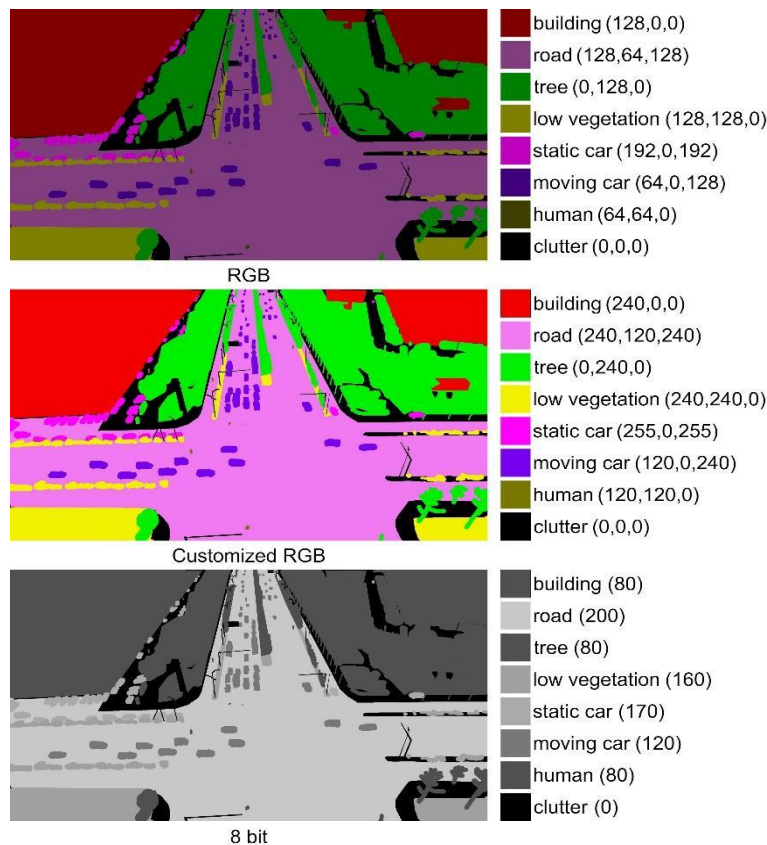 building (128,0,0)
road (128,64,128)
tree (0,128,0)
low vegetation (128,128,0)
static car (192,0,192)
moving car (64,0,128)
human (64,64,0)
clutter (0,0,0)
RGB
building (240,0,0)
road (240,120,240)
tree (0,240,0)
low vegetation (240,240,0)
static car (255,0,255)
moving car (120,0,240)
human (120,120,0)
clutter (0,0,0)
Customized RGB
building (80)
road (200)
tree (80)
low vegetation (160)
static car (170)
moving car (120)
human (80)
clutter (0)
8 bit